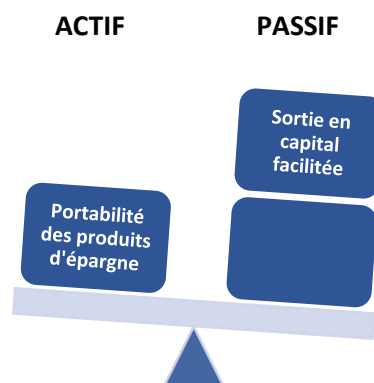 ACTIF
PASSIF
Sortie en
capital
facilitée
Portabilité
des produits
d'épargne